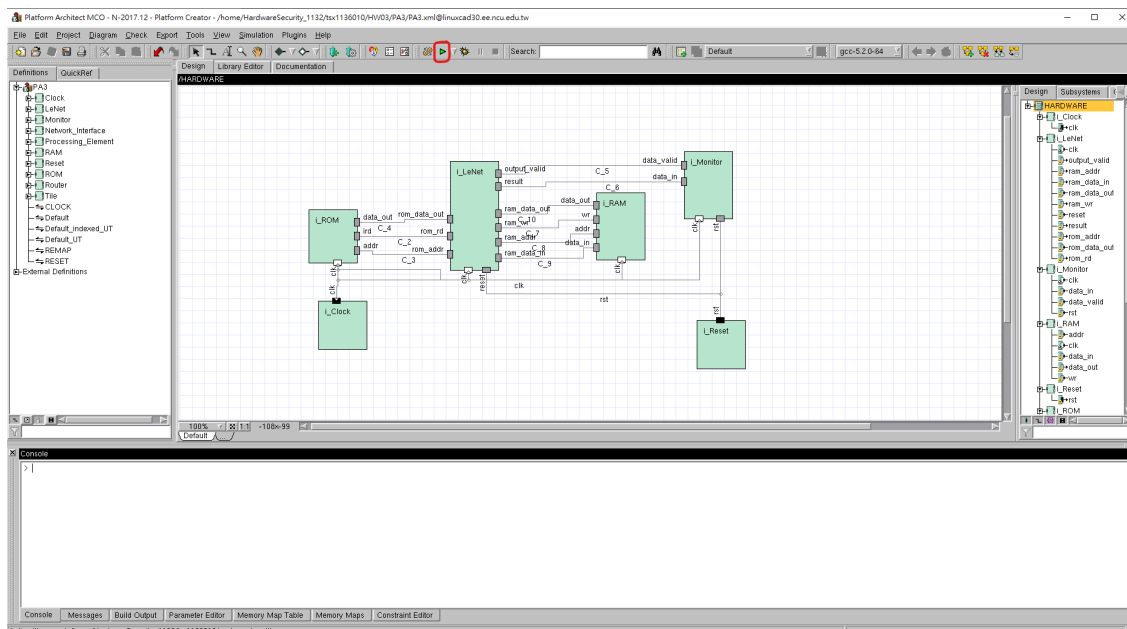 Platform Architect MCO - N-2017.12 - Platform Creator - /home/HardwareSecurity_1132/tsx1136010/HW03/PA3/PA3.xml@linuxcad30.ee.ncu.edu.tw
File Edit Project Diagram Check Export Tools View Simulation Plugins Help
Search: Default gcc-5.2.0-64
Definitions QuickRef
PA3
Clock
LeNet
Monitor
Network_Interface
Processing_Element
RAM
Reset
ROM
Router
Tile
CLOCK
Default
Default_indexed_UT
Default_UT
REMAP
RESET
External Definitions
Design Library Editor Documentation
/HARDWARE
i_ROM
data_out
lrd
addr
clk
C_4
C_2
C_3
rom_data_out
rom_rd
rom_addr
i_LeNet
output_valid
result
ram_data_out
ram_wr
ram_addr
ram_data_in
clk
reset
C_5
C_6
C_10
C_7
C_8
C_9
data_valid
data_in
i_Monitor
clk
rst
data_out
wr
addr
data_in
i_RAM
clk
clk
rst
clk
i_Clock
rst
i_Reset
100% 1:1 -108x-99
Default ...
Design Subsystems
HARDWARE
i_Clock
clk
i_LeNet
clk
output_valid
ram_addr
ram_data_in
ram_data_out
ram_wr
reset
result
rom_addr
rom_data_out
rom_rd
i_Monitor
clk
data_in
data_valid
rst
i_RAM
addr
clk
data_in
data_out
wr
i_Reset
rst
i_ROM
Console
>
Console Messages Build Output Parameter Editor Memory Map Table Memory Maps Constraint Editor